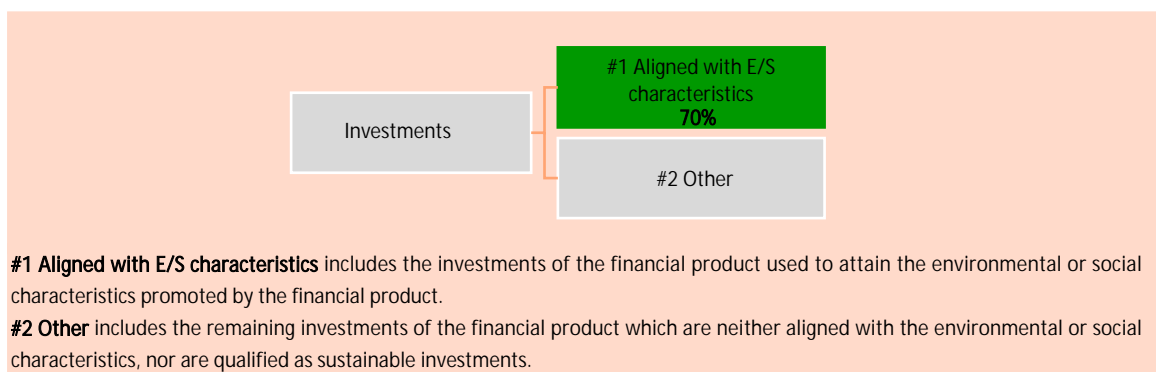 #1 Aligned with E/S
characteristics
70%
Investments
#2 Other
#1 Aligned with E/S characteristics includes the investments of the financial product used to attain the environmental or social
characteristics promoted by the financial product.
#2 Other includes the remaining investments of the financial product which are neither aligned with the environmental or social
characteristics, nor are qualified as sustainable investments.